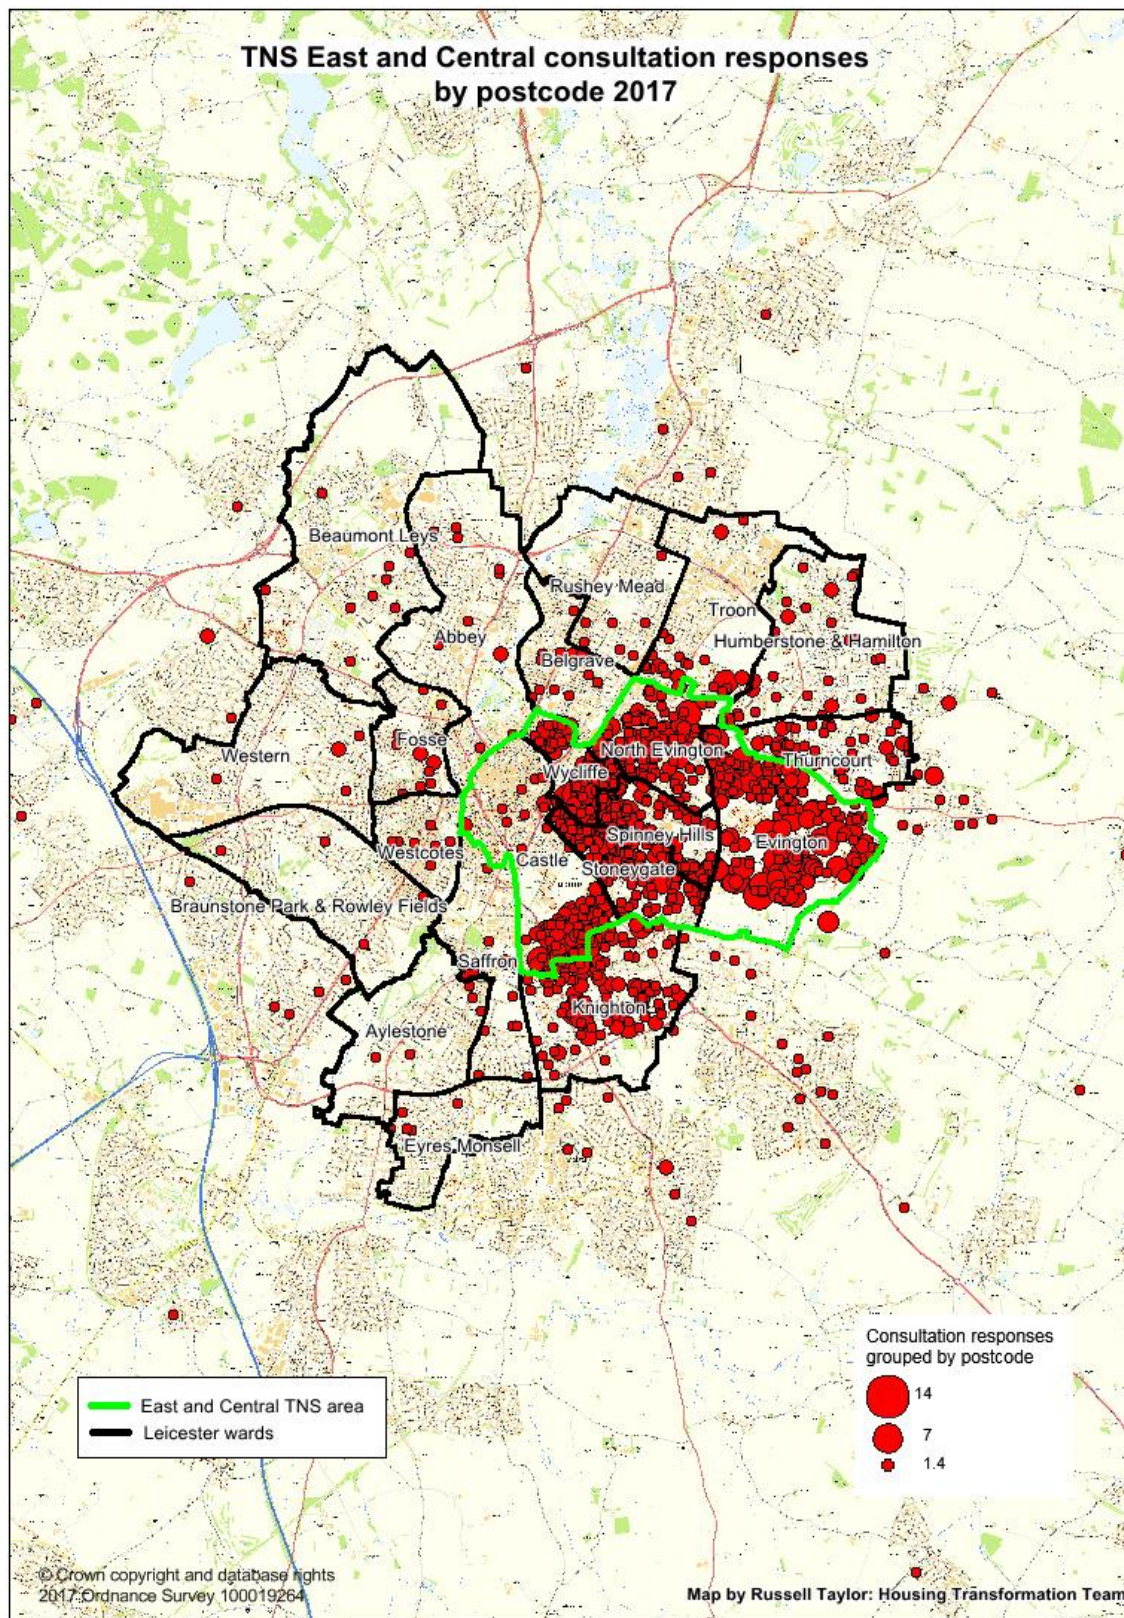 TNS East and Central consultation responses
by postcode 2017
Beaumont Leys
Rushey Mead
Troon
Abbey
Humberstone & Hamilton
Belgrave
Fosse
North Evington
Western
Thurncourt
Wycliffe
Spinney Hills
Evington
Westcotes
Castle
Stoneygate
Braunstone Park & Rowley Fields
Saffron
Knighton
Aylestone
Eyres Monsell
Consultation responses
grouped by postcode
14
7
1.4
East and Central TNS area
Leicester wards
© Crown copyright and database rights
2017 Ordnance Survey 100019264
Map by Russell Taylor: Housing Transformation Team